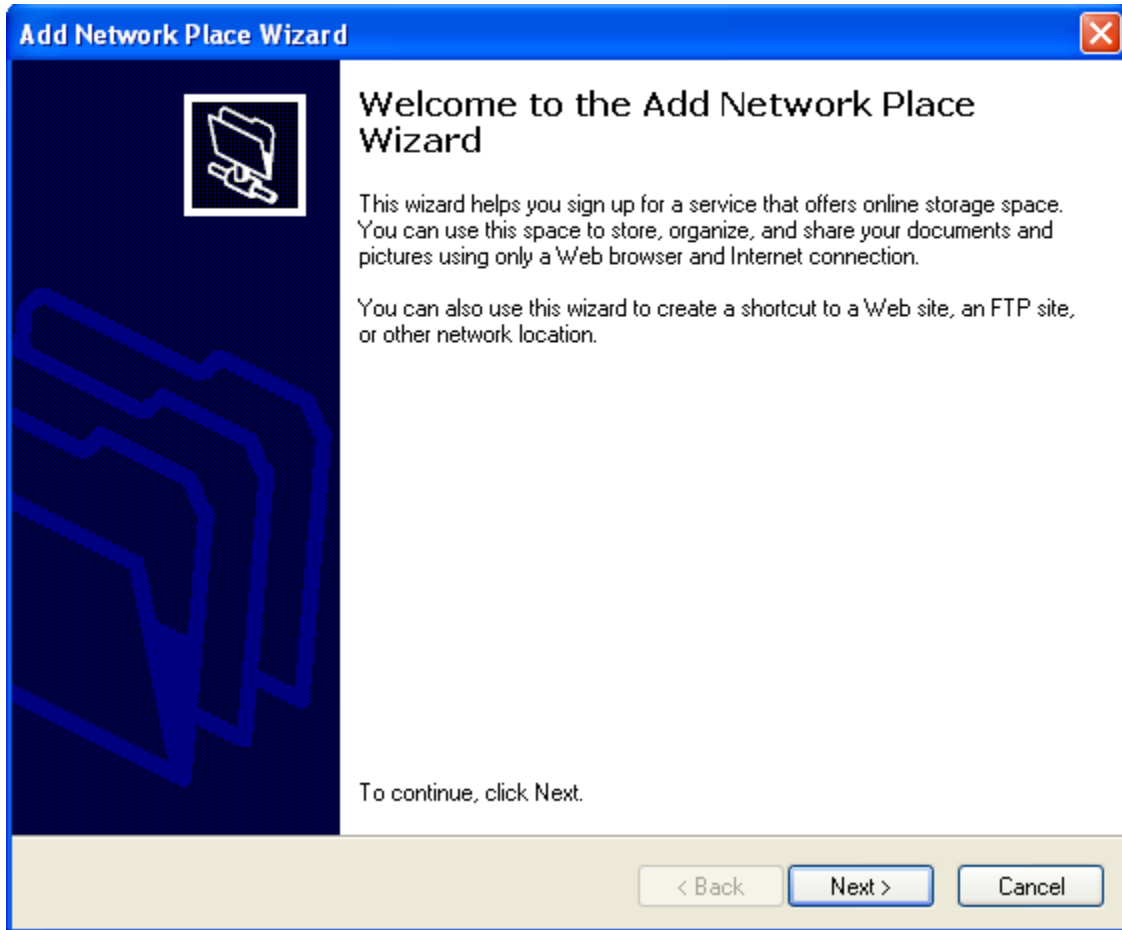 Add Network Place Wizard
Welcome to the Add Network Place
Wizard
This wizard helps you sign up for a service that offers online storage space.
You can use this space to store, organize, and share your documents and
pictures using only a Web browser and Internet connection.
You can also use this wizard to create a shortcut to a Web site, an FTP site,
or other network location.
To continue, click Next.
< Back
Next >
Cancel